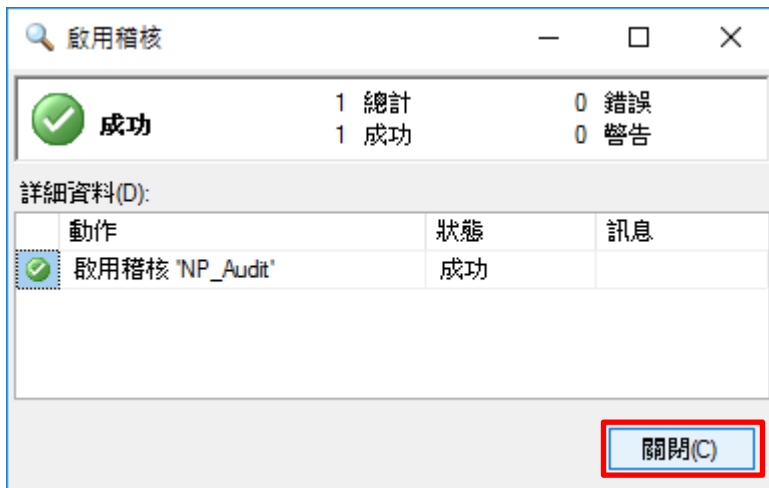 啟用稽核
成功
1 總計 0 錯誤
1 成功 0 警告
詳細資料(D):
動作 狀態 訊息
啟用稽核 'NP_Audit' 成功
關閉(C)